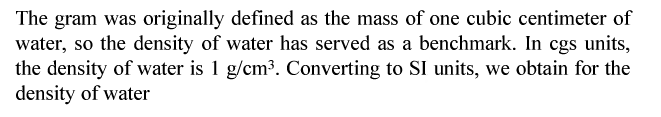 The gram was originally defined as the mass of one cubic centimeter of
water, so the density of water has served as a benchmark. In cgs units,
the density of water is 1 g/cm³. Converting to SI units, we obtain for the
density of water